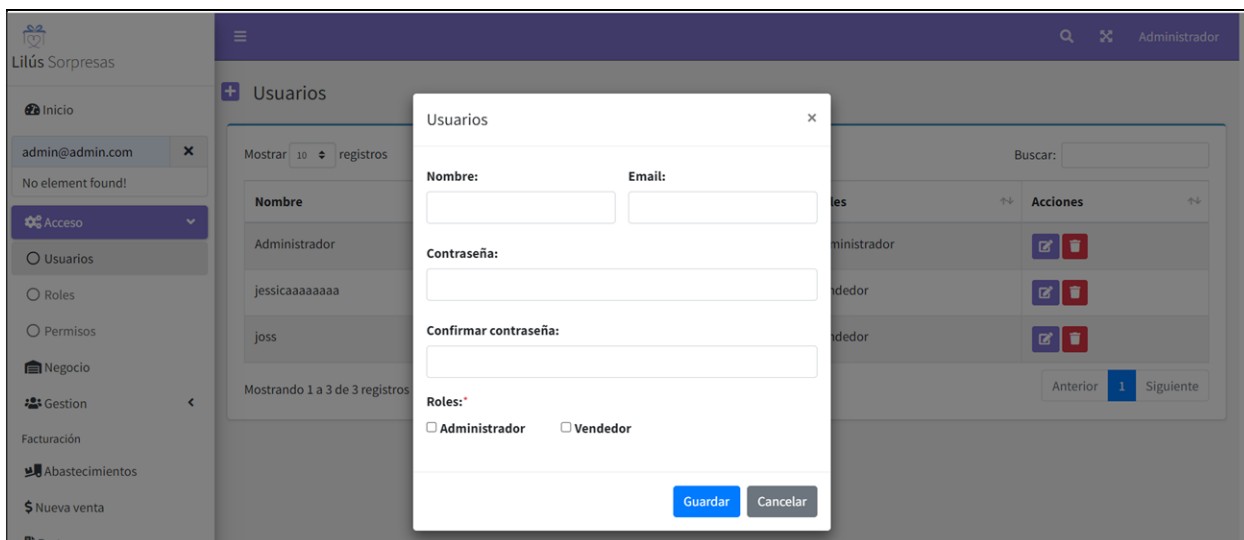 Lilús Sorpresas
Administrador
Inicio
admin@admin.com
No element found!
Acceso
Usuarios
Roles
Permisos
Negocio
Gestion
Facturación
Abastecimientos
$ Nueva venta
Usuarios
Mostrar 10 registros
Buscar:
Nombre
les
Acciones
Administrador
ministrador
jessicaaaaaaaa
ndedor
joss
ndedor
Mostrando 1 a 3 de 3 registros
Anterior 1 Siguiente
Usuarios ×
Nombre: Email:
Contraseña:
Confirmar contraseña:
Roles:*
Administrador Vendedor
Guardar Cancelar